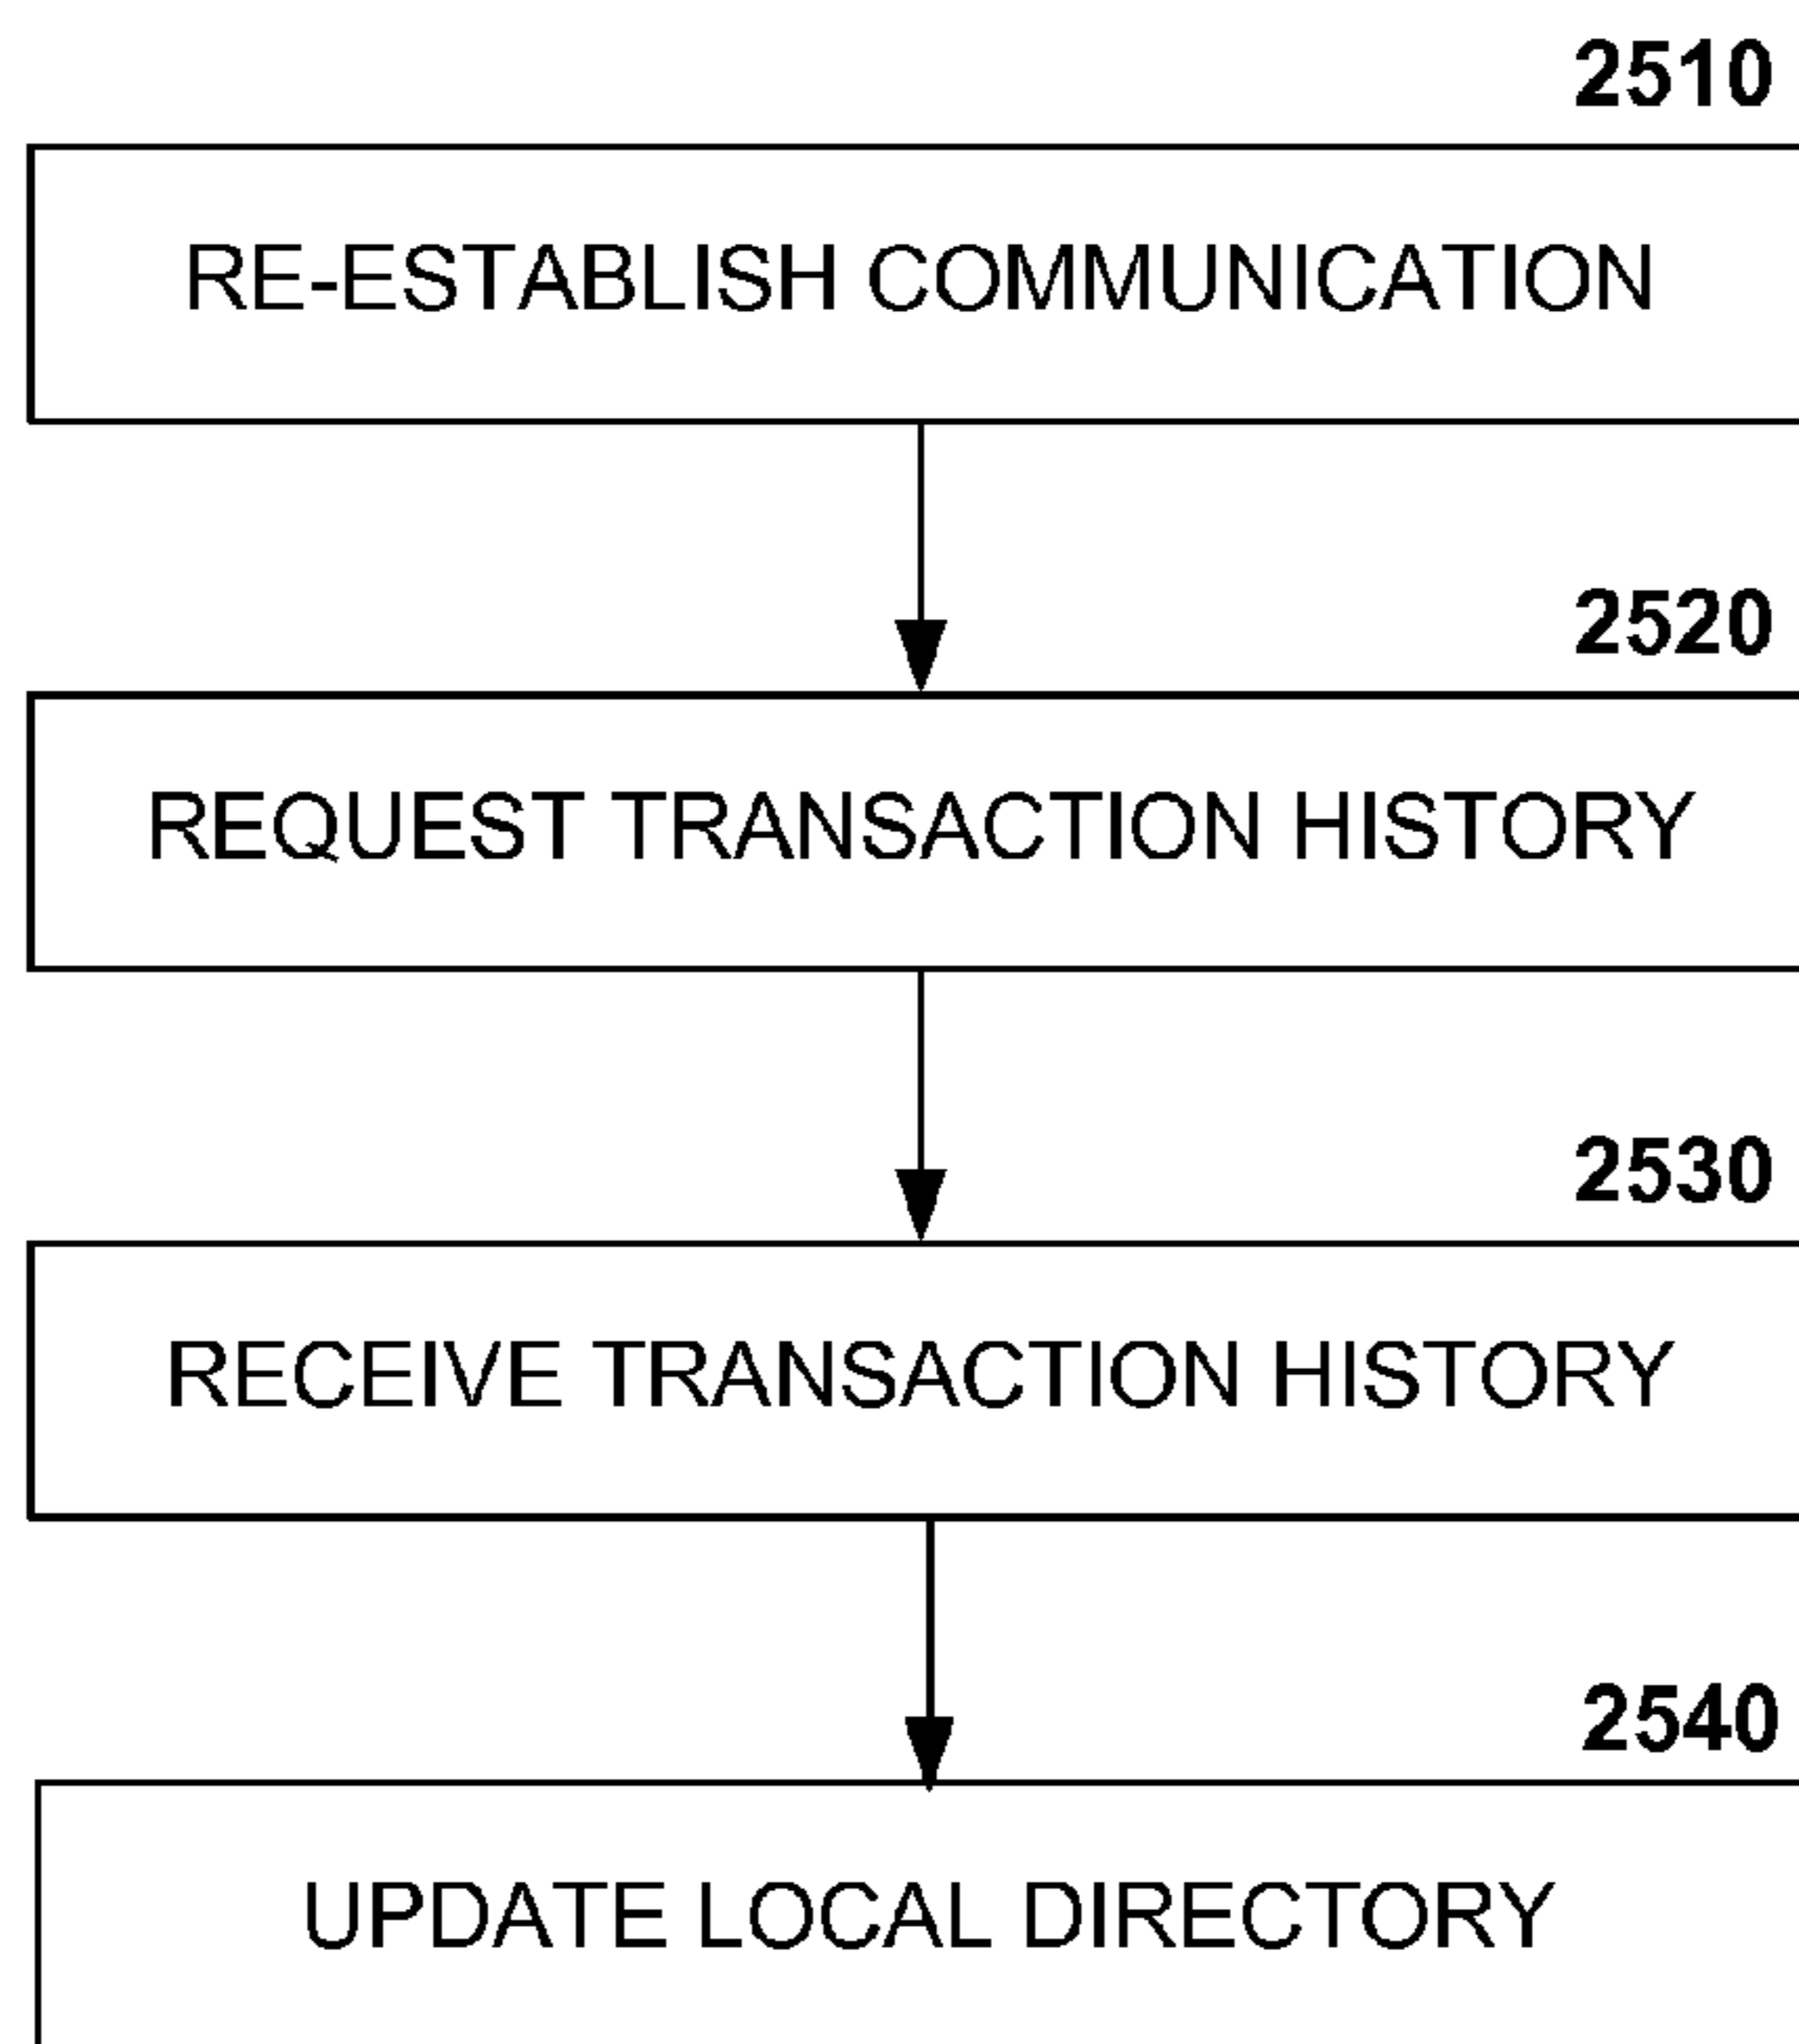 2510
RE-ESTABLISH COMMUNICATION
2520
REQUEST TRANSACTION HISTORY
2530
RECEIVE TRANSACTION HISTORY
2540
UPDATE LOCAL DIRECTORY